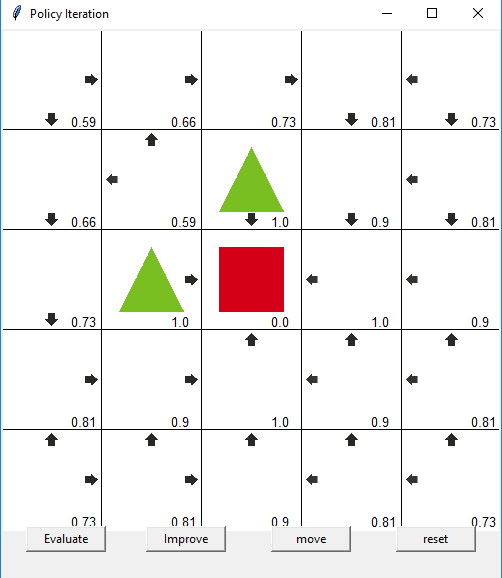 Policy Iteration
0.59 0.66 0.73 0.81 0.73
0.66 0.59 1.0 0.9 0.81
0.73 1.0 0.0 1.0 0.9
0.81 0.9 1.0 0.9 0.81
0.73 0.81 0.9 0.81 0.73
Evaluate Improve move reset